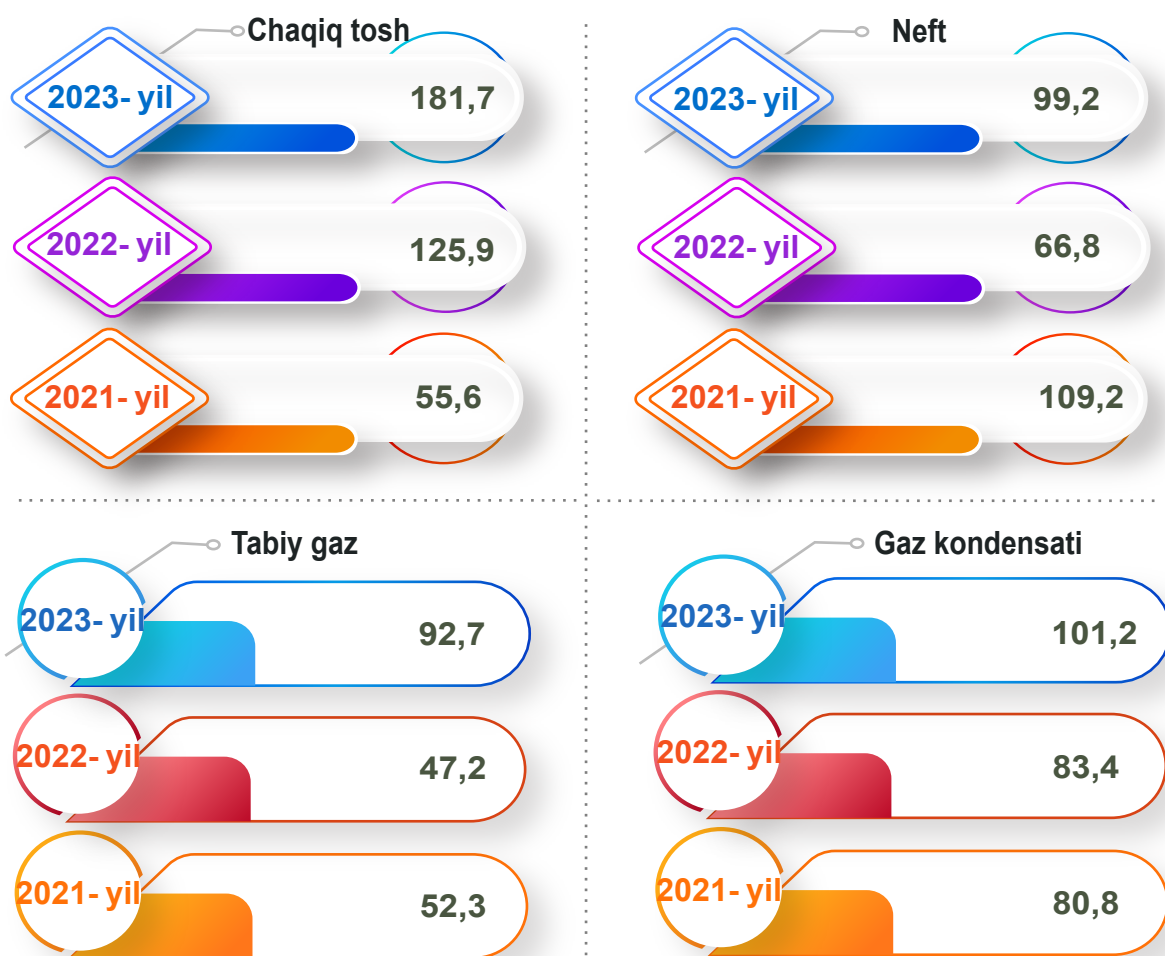 Chaqiq tosh
2023- yil
181,7
2022- yil
125,9
2021- yil
55,6
Neft
2023- yil
99,2
2022- yil
66,8
2021- yil
109,2
Tabiy gaz
2023- yil
92,7
2022- yil
47,2
2021- yil
52,3
Gaz kondensati
2023- yil
101,2
2022- yil
83,4
2021- yil
80,8